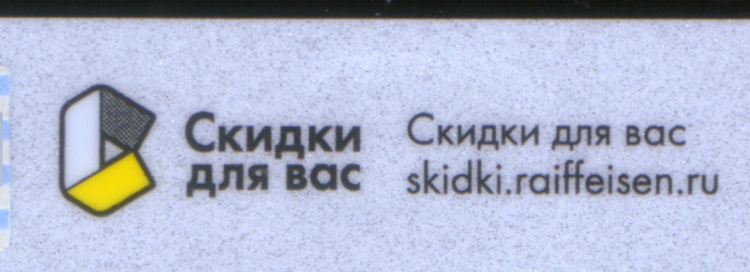 Скидки
для вас
Скидки для вас
skidki.raiffeisen.ru